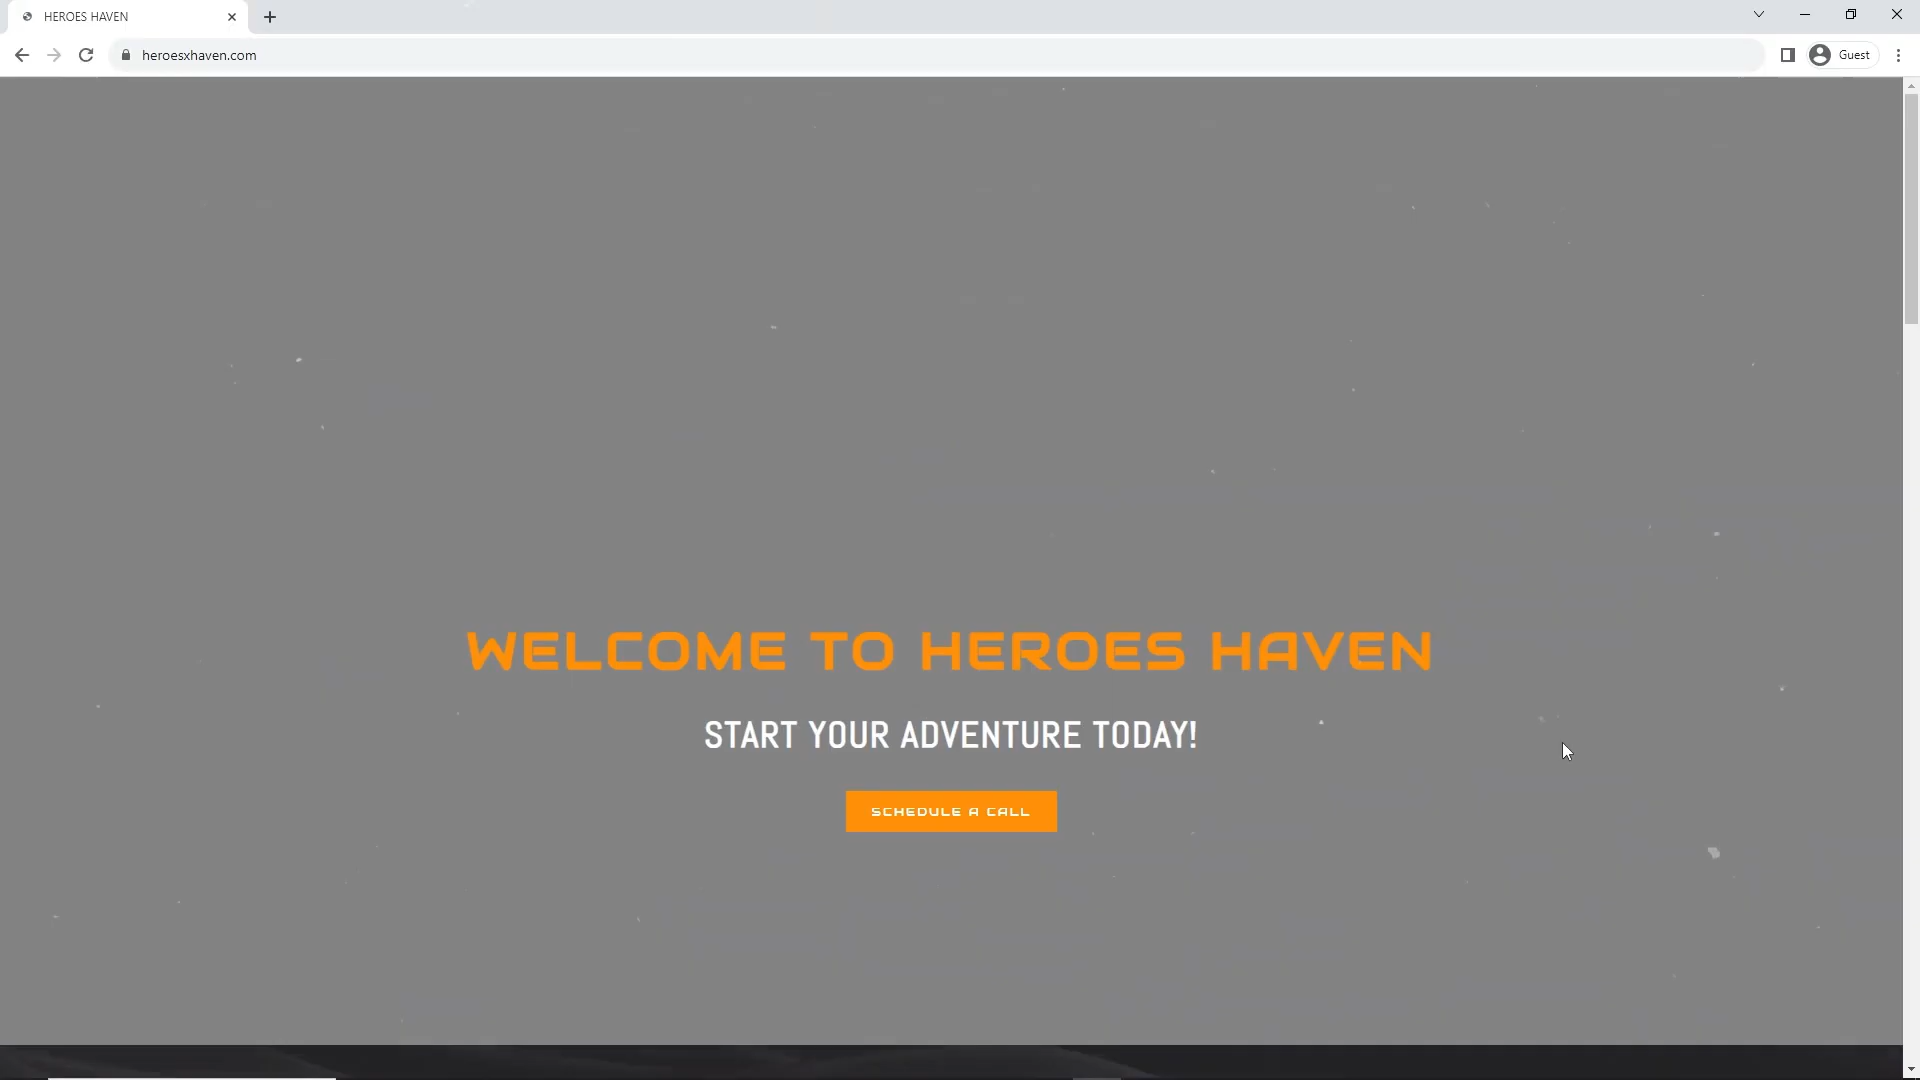 HEROES HAVEN
heroesxhaven.com
Guest
WELCOME TO HEROES HAVEN
START YOUR ADVENTURE TODAY!
SCHEDULE A CALL